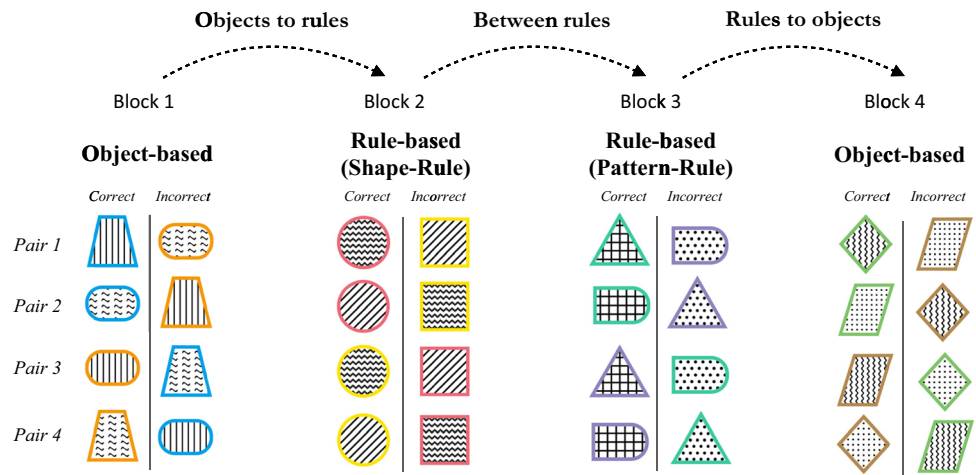 Objects to rules Between rules Rules to objects
Block 1 Block 2 Block 3 Block 4
Object-based Rule-based (Shape-Rule) Rule-based (Pattern-Rule) Object-based
Correct Incorrect Correct Incorrect Correct Incorrect Correct Incorrect
Pair 1
Pair 2
Pair 3
Pair 4